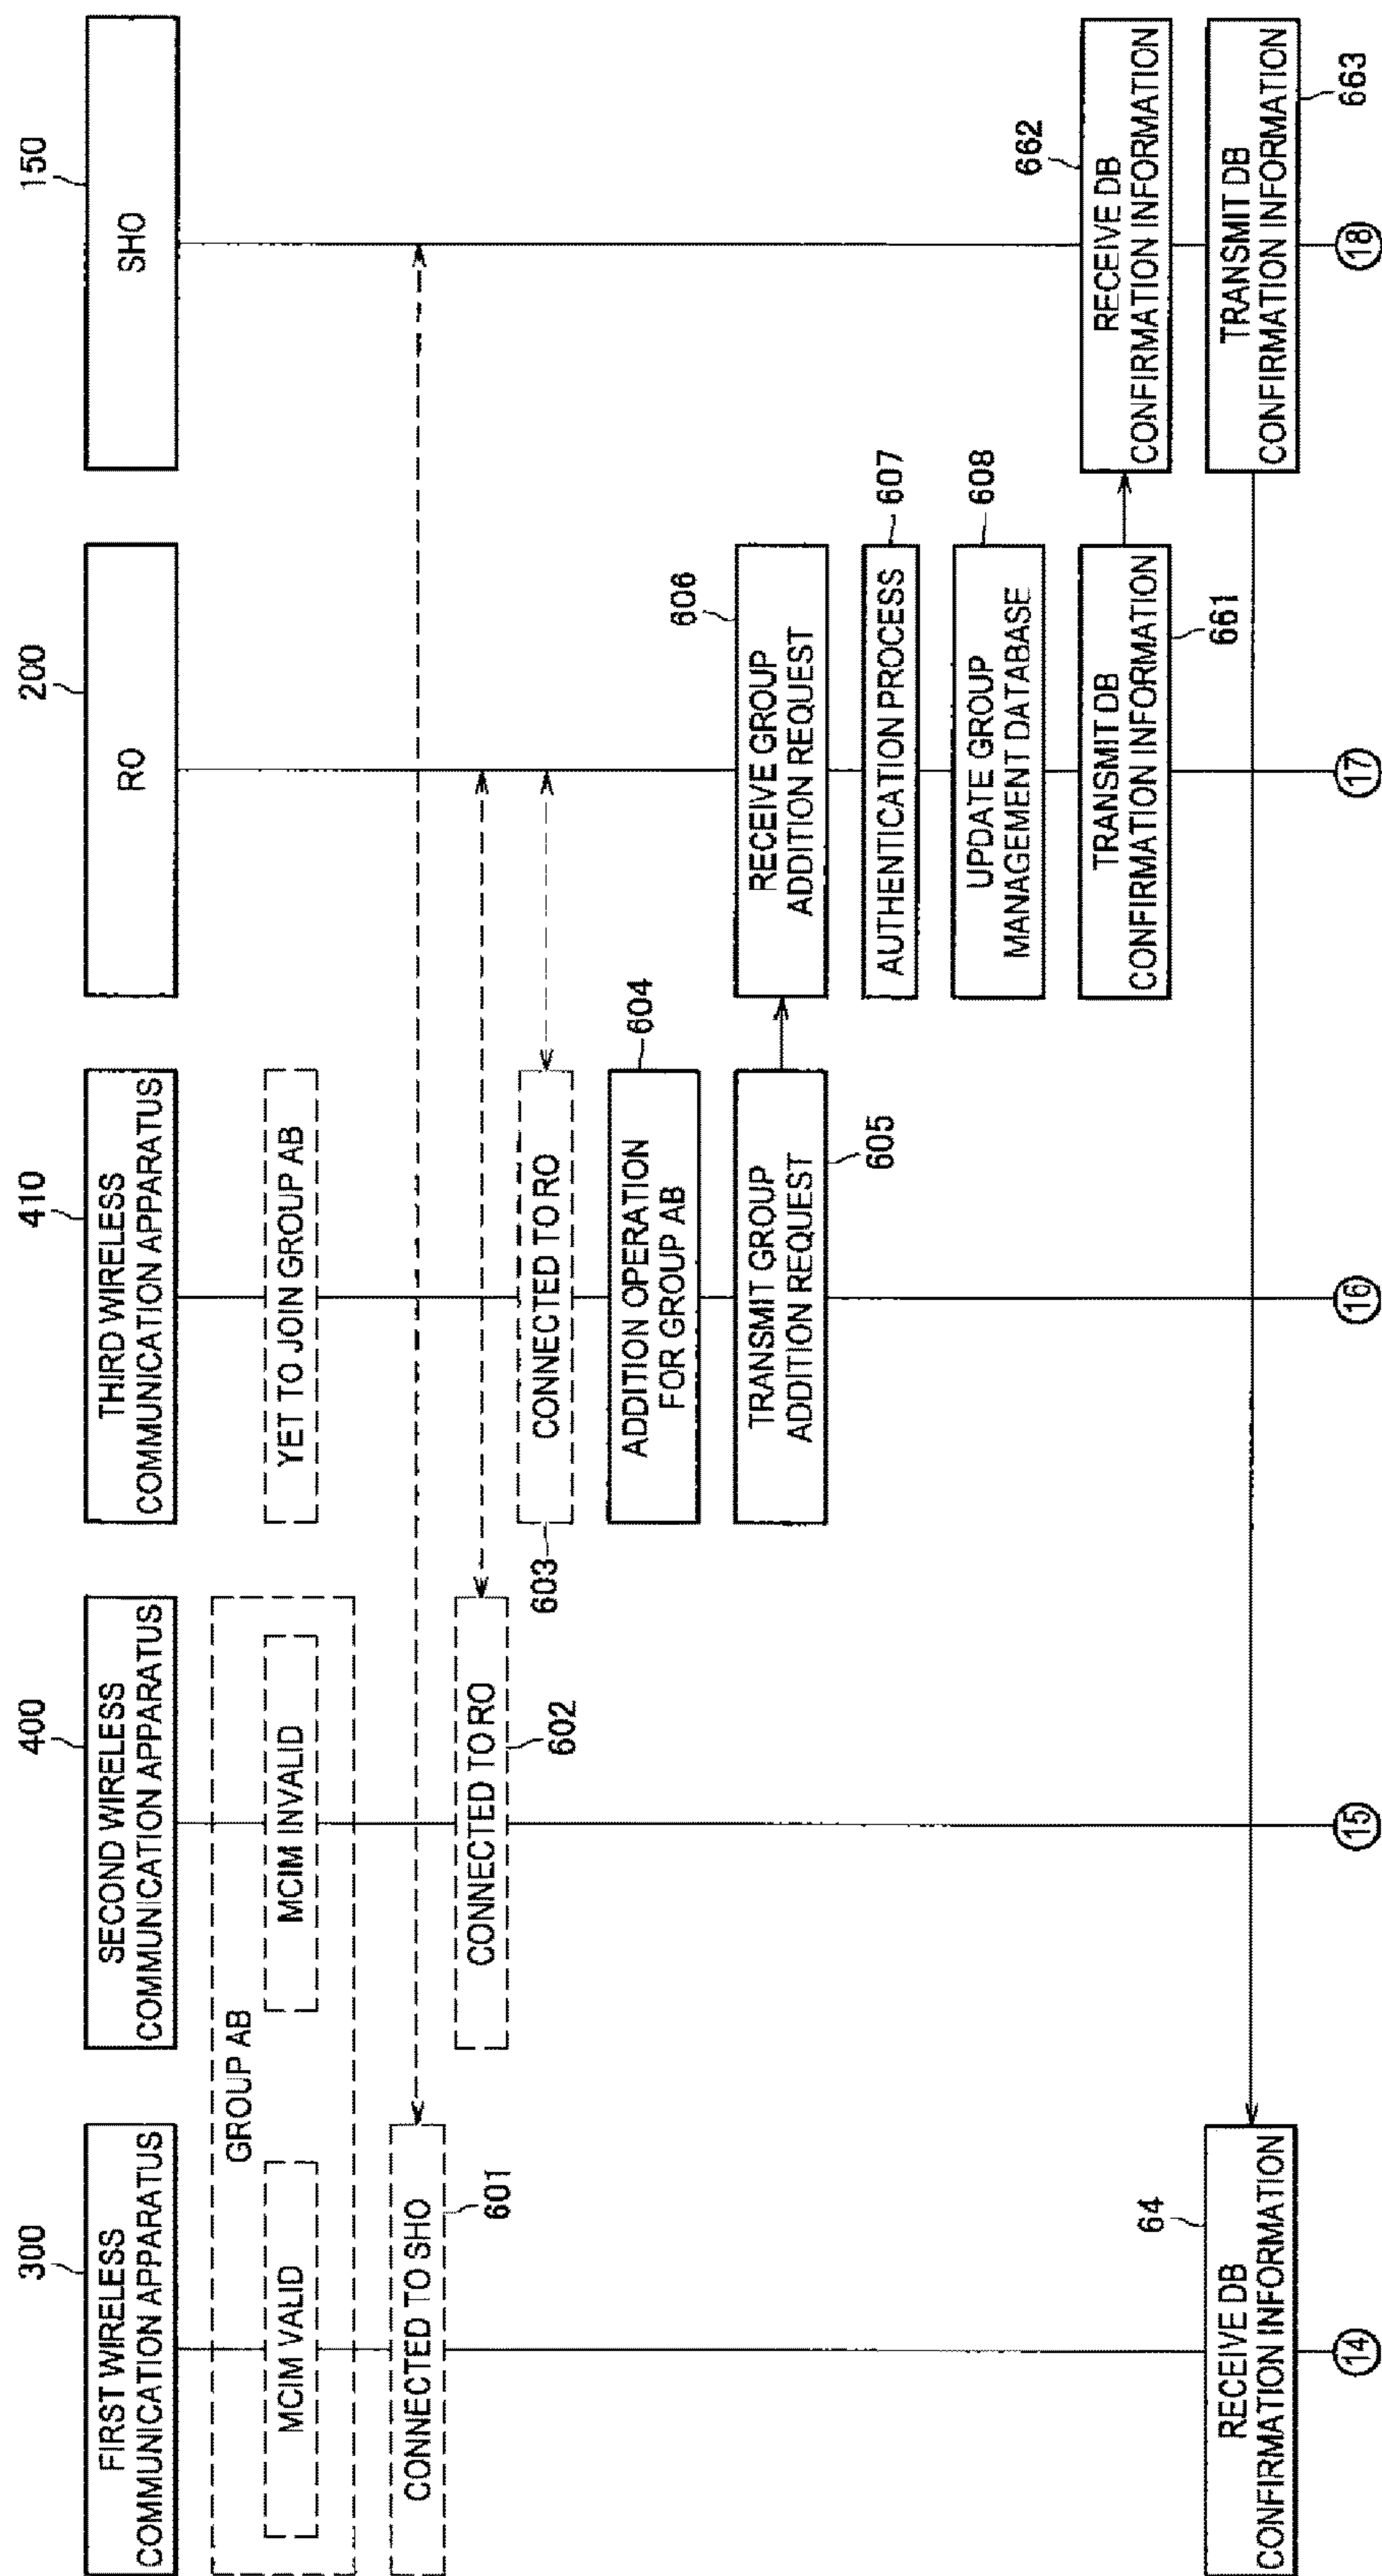 300
FIRST WIRELESS
COMMUNICATION APPARATUS
400
SECOND WIRELESS
COMMUNICATION APPARATUS
410
THIRD WIRELESS
COMMUNICATION APPARATUS
200
RO
150
SHO
GROUP AB
MCIM VALID
MCIM INVALID
YET TO JOIN GROUP AB
CONNECTED TO SHO
601
CONNECTED TO RO
602
603
CONNECTED TO RO
ADDITION OPERATION
FOR GROUP AB
604
TRANSMIT GROUP
ADDITION REQUEST
605
606
RECEIVE GROUP
ADDITION REQUEST
AUTHENTICATION PROCESS
607
UPDATE GROUP
MANAGEMENT DATABASE
608
TRANSMIT DB
CONFIRMATION INFORMATION
661
662
RECEIVE DB
CONFIRMATION INFORMATION
TRANSMIT DB
CONFIRMATION INFORMATION
663
64
RECEIVE DB
CONFIRMATION INFORMATION
14
15
16
17
18